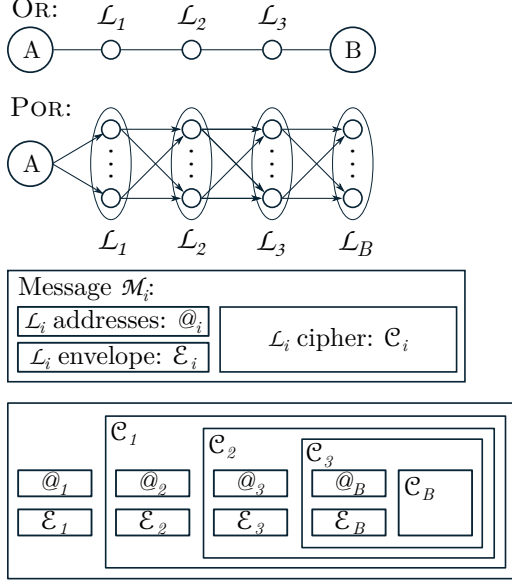 OR:
ℒ₁ ℒ₂ ℒ₃
A B
POR:
A
⋮ ⋮ ⋮ ⋮
ℒ₁ ℒ₂ ℒ₃ ℒ_B
Message ℳᵢ:
ℒᵢ addresses: @ᵢ
ℒᵢ envelope: ℰᵢ
ℒᵢ cipher: 𝒞ᵢ
𝒞₁
𝒞₂
𝒞₃
@₁ @₂ @₃ @_B 𝒞_B
ℰ₁ ℰ₂ ℰ₃ ℰ_B